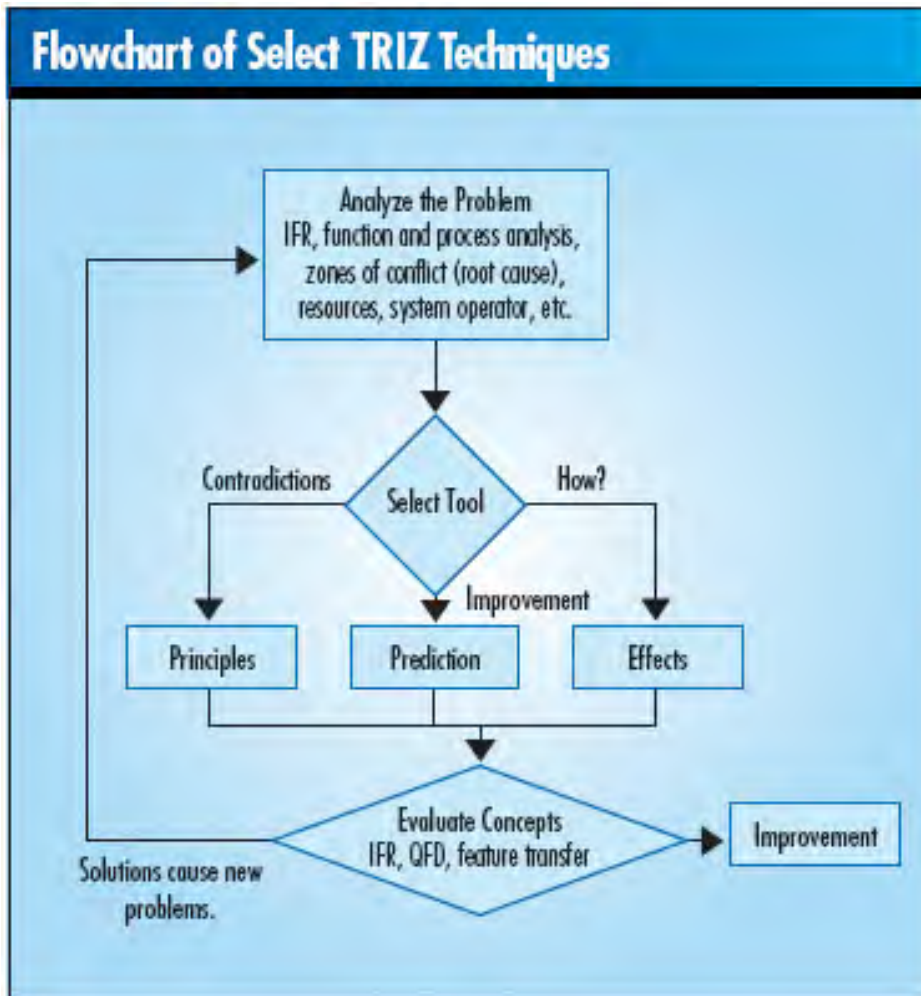 Flowchart of Select TRIZ Techniques
Analyze the Problem
IFR, function and process analysis,
zones of conflict (root cause),
resources, system operator, etc.
Contradictions
How?
Select Tool
Improvement
Principles
Prediction
Effects
Evaluate Concepts
IFR, QFD, feature transfer
Improvement
Solutions cause new
problems.